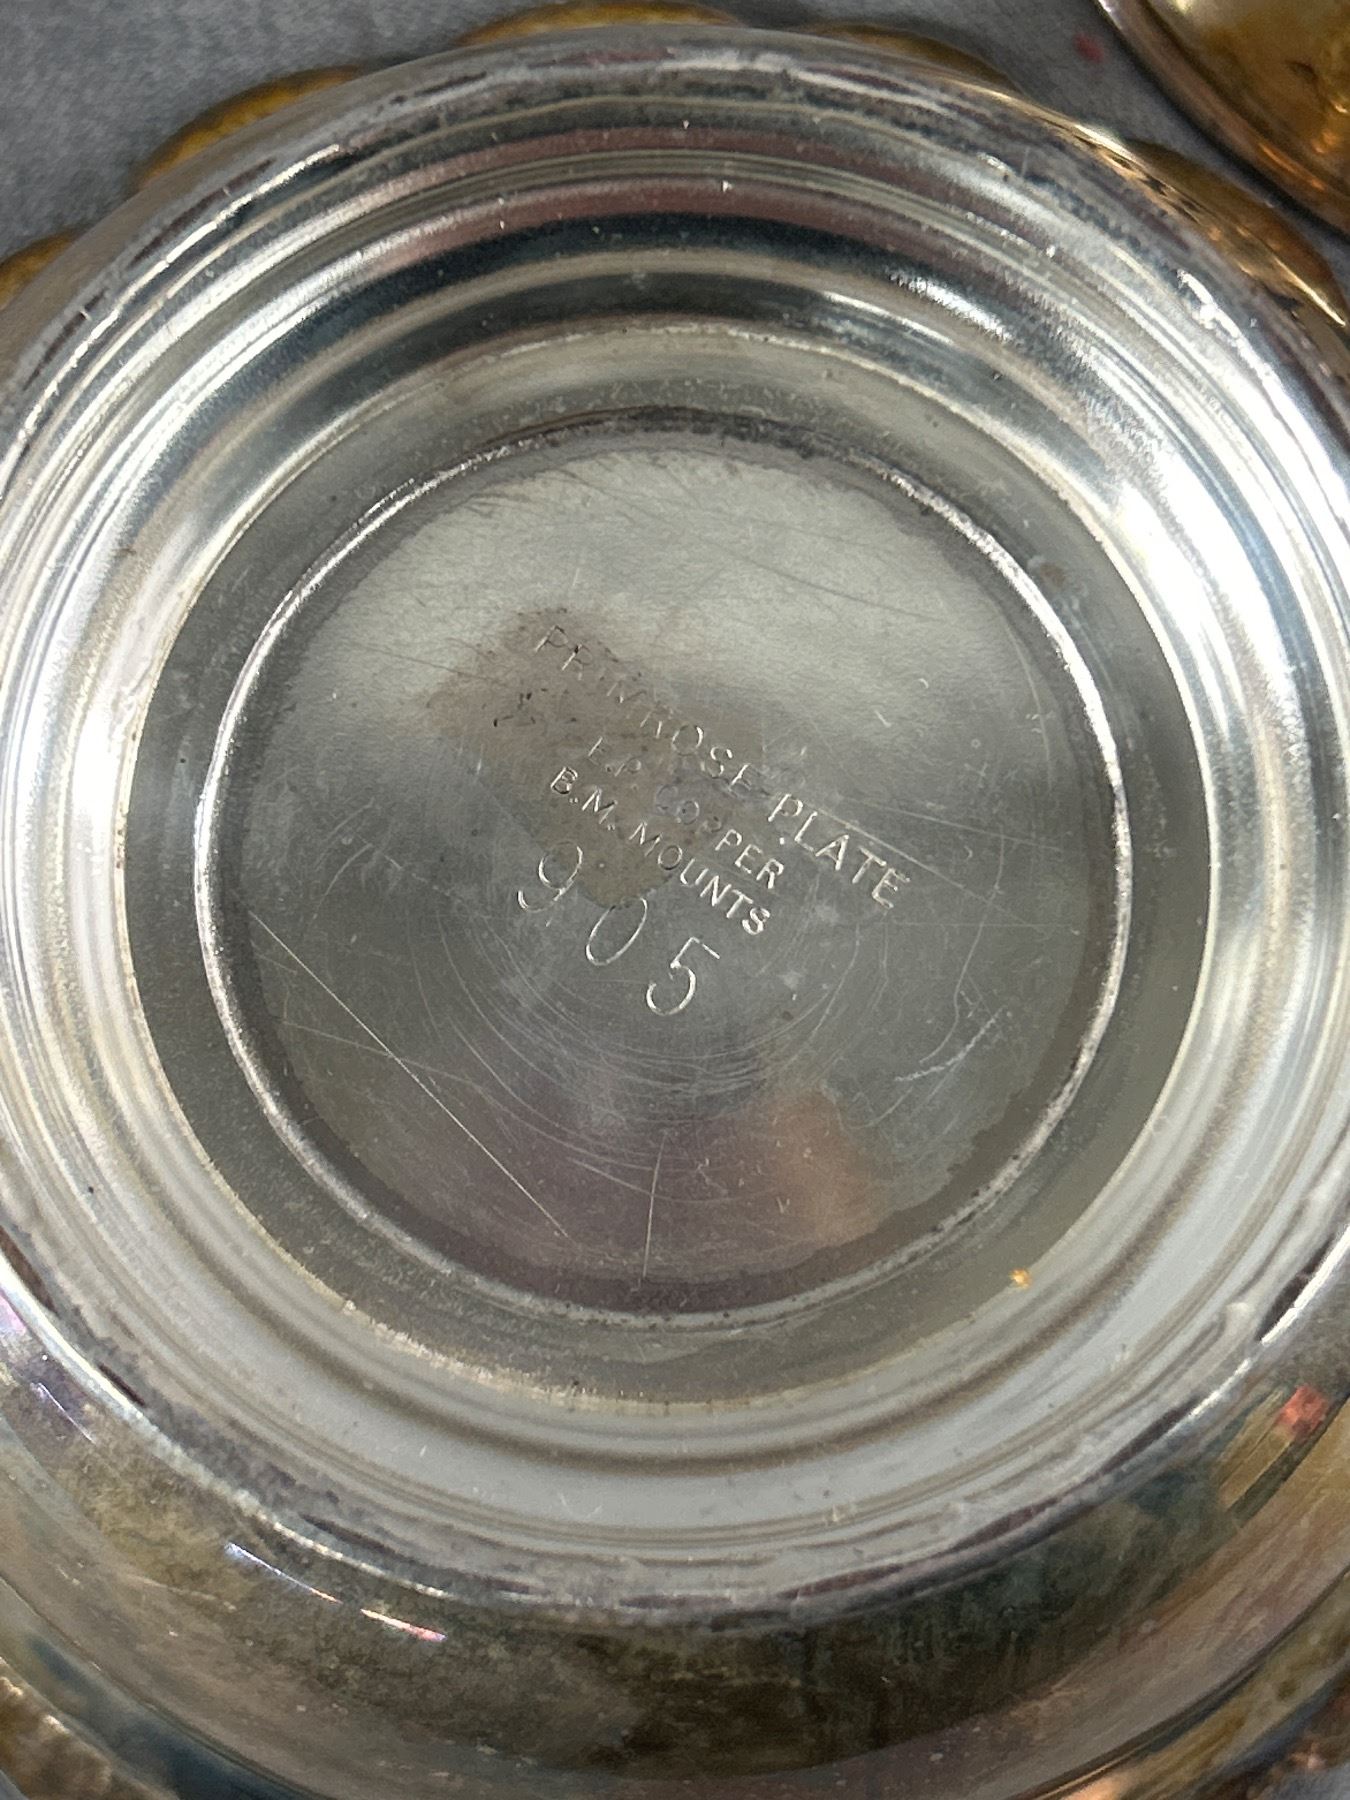 PRIMROSE PLATE
E.P. COPPER
B.M. MOUNTS
905